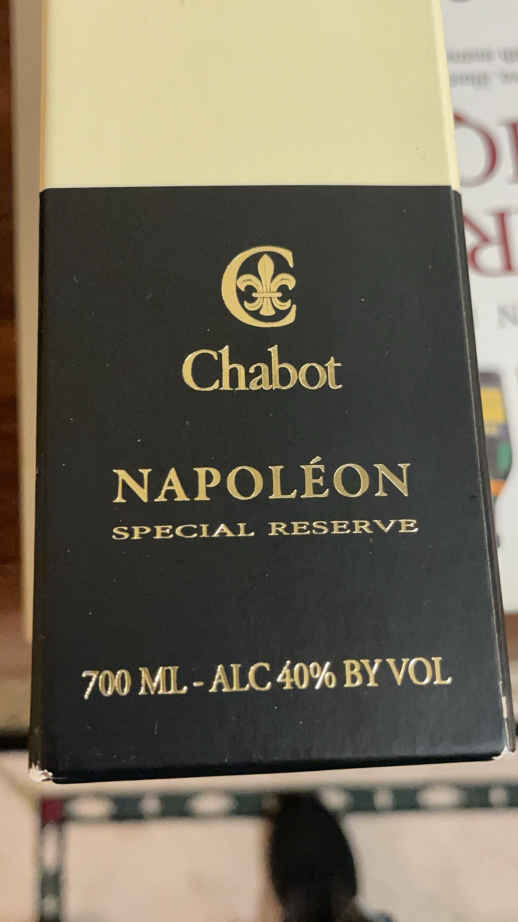 Chabot
NAPOLÉON
SPECIAL RESERVE
700 ML - ALC 40% BY VOL